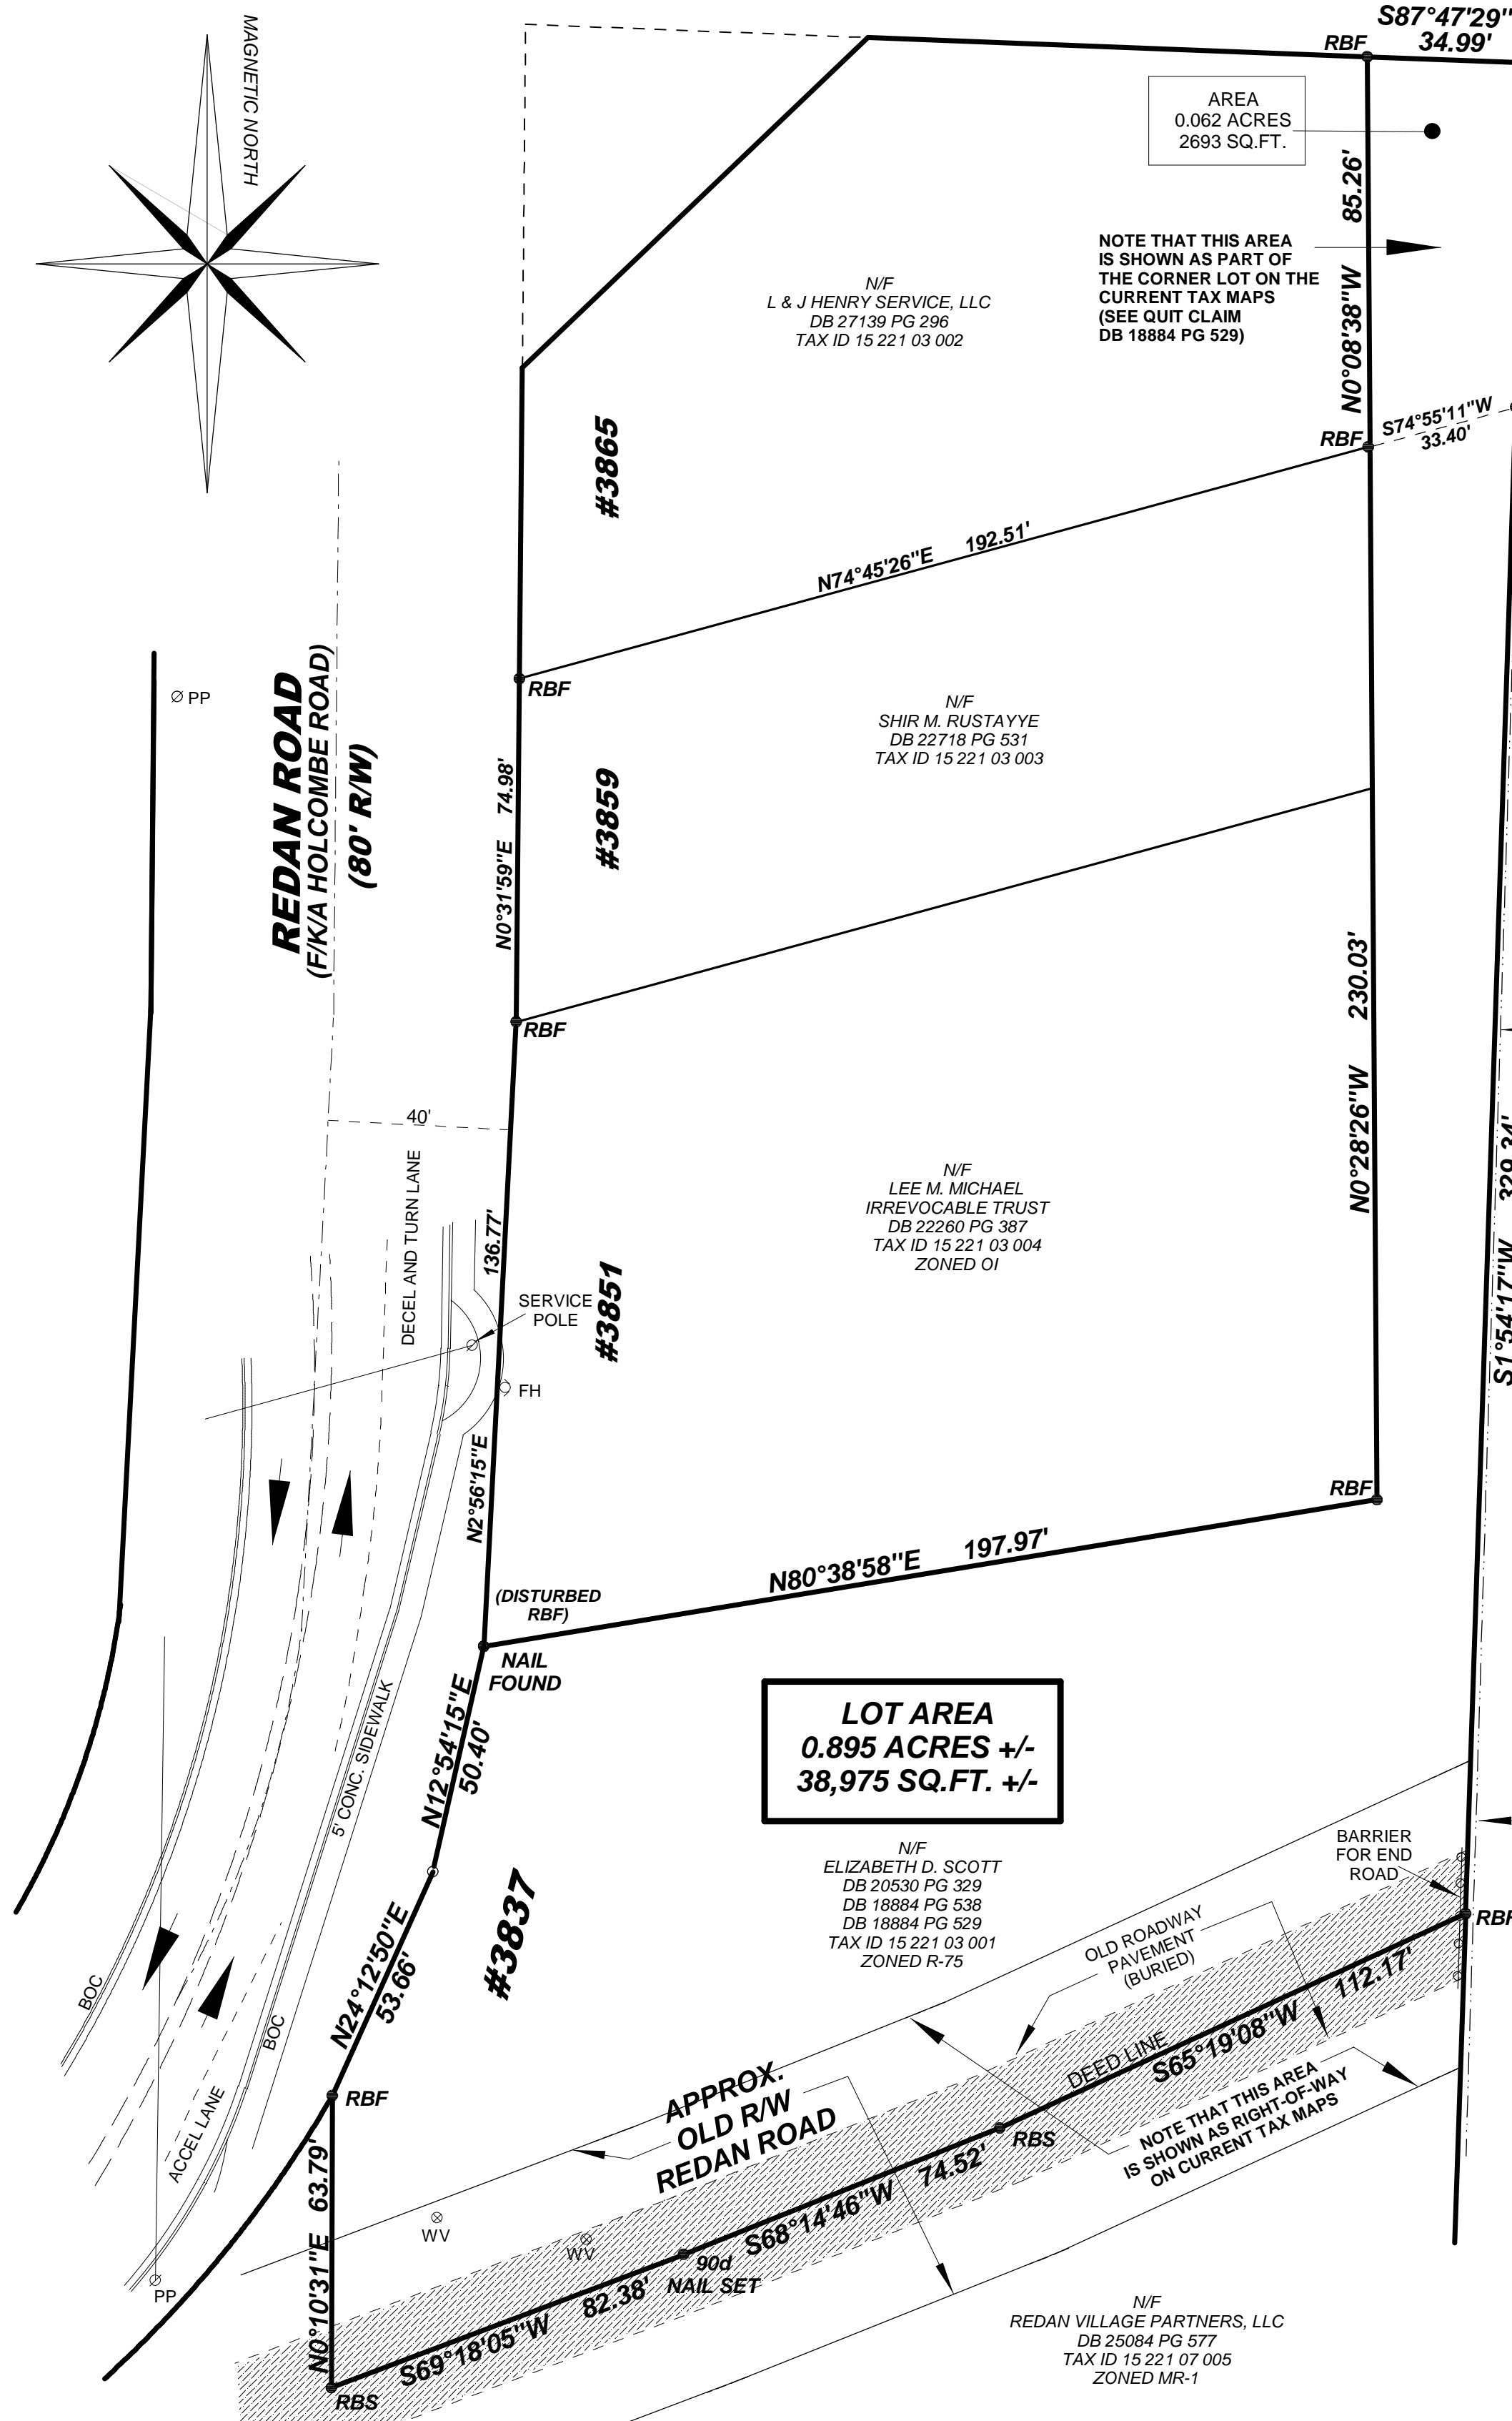 MAGNETIC NORTH
S87°47'29"
34.99'
RBF
AREA
0.062 ACRES
2693 SQ.FT.
N0°08'38"W 85.26'
NOTE THAT THIS AREA
IS SHOWN AS PART OF
THE CORNER LOT ON THE
CURRENT TAX MAPS
(SEE QUIT CLAIM
DB 18884 PG 529)
N/F
L & J HENRY SERVICE, LLC
DB 27139 PG 296
TAX ID 15 221 03 002
#3865
RBF
S74°55'11"W
33.40'
N74°45'26"E 192.51'
RBF
PP
REDAN ROAD
(F/K/A HOLCOMBE ROAD)
(80' R/W)
N0°31'59"E 74.98'
#3859
N/F
SHIR M. RUSTAYYE
DB 22718 PG 531
TAX ID 15 221 03 003
RBF
N0°28'26"W 230.03'
40'
DECEL AND TURN LANE
N2°56'15"E 136.77'
SERVICE
POLE
FH
#3851
N/F
LEE M. MICHAEL
IRREVOCABLE TRUST
DB 22260 PG 387
TAX ID 15 221 03 004
ZONED OI
S1°54'17"W 329.34'
RBF
N80°38'58"E 197.97'
(DISTURBED
RBF)
NAIL
FOUND
N12°54'15"E
50.40'
5' CONC. SIDEWALK
LOT AREA
0.895 ACRES +/-
38,975 SQ.FT. +/-
N/F
ELIZABETH D. SCOTT
DB 20530 PG 329
DB 18884 PG 538
DB 18884 PG 529
TAX ID 15 221 03 001
ZONED R-75
#3837
BARRIER
FOR END
ROAD
RBF
OLD ROADWAY
PAVEMENT
(BURIED)
N24°12'50"E
53.66'
BOC
BOC
ACCEL LANE
RBF
DEED LINE
S65°19'08"W 112.17'
NOTE THAT THIS AREA
IS SHOWN AS RIGHT-OF-WAY
ON CURRENT TAX MAPS
APPROX.
OLD R/W
REDAN ROAD
RBS
S68°14'46"W 74.52'
WV
WV
90d
NAIL SET
PP
N0°10'31"E 63.79'
S69°18'05"W 82.38'
RBS
N/F
REDAN VILLAGE PARTNERS, LLC
DB 25084 PG 577
TAX ID 15 221 07 005
ZONED MR-1